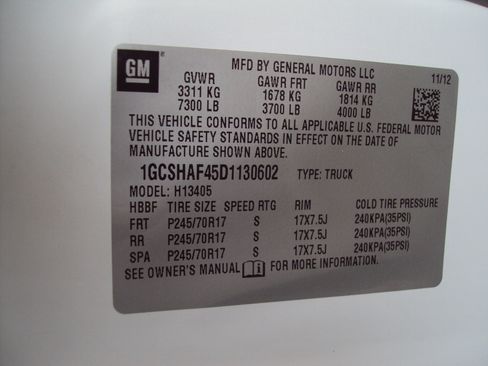 GM
MFD BY GENERAL MOTORS LLC
11/12
GVWR GAWR FRT GAWR RR
3311 KG 1678 KG 1814 KG
7300 LB 3700 LB 4000 LB
THIS VEHICLE CONFORMS TO ALL APPLICABLE U.S. FEDERAL MOTOR
VEHICLE SAFETY STANDARDS IN EFFECT ON THE DATE OF
MANUFACTURE SHOWN ABOVE.
1GCSHAF45D1130602 TYPE: TRUCK
MODEL: H13405
HBBF TIRE SIZE SPEED RTG RIM COLD TIRE PRESSURE
FRT P245/70R17 S 17X7.5J 240KPA(35PSI)
RR P245/70R17 S 17X7.5J 240KPA(35PSI)
SPA P245/70R17 S 17X7.5J 240KPA(35PSI)
SEE OWNER'S MANUAL FOR MORE INFORMATION.